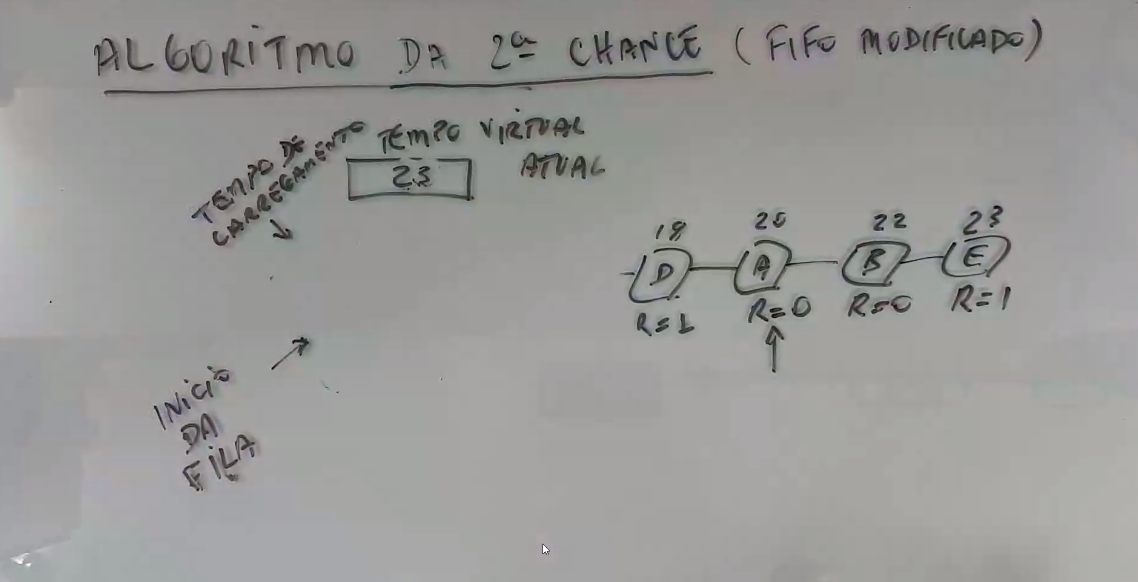 ALGORITMO DA 2ª CHANCE (FIFO MODIFICADO)
TEMPO DE
CARREGAMENTO
TEMPO VIRTUAL
ATUAL
23
18 20 22 23
D A B E
R=1 R=0 R=0 R=1
INICIO
DA
FILA